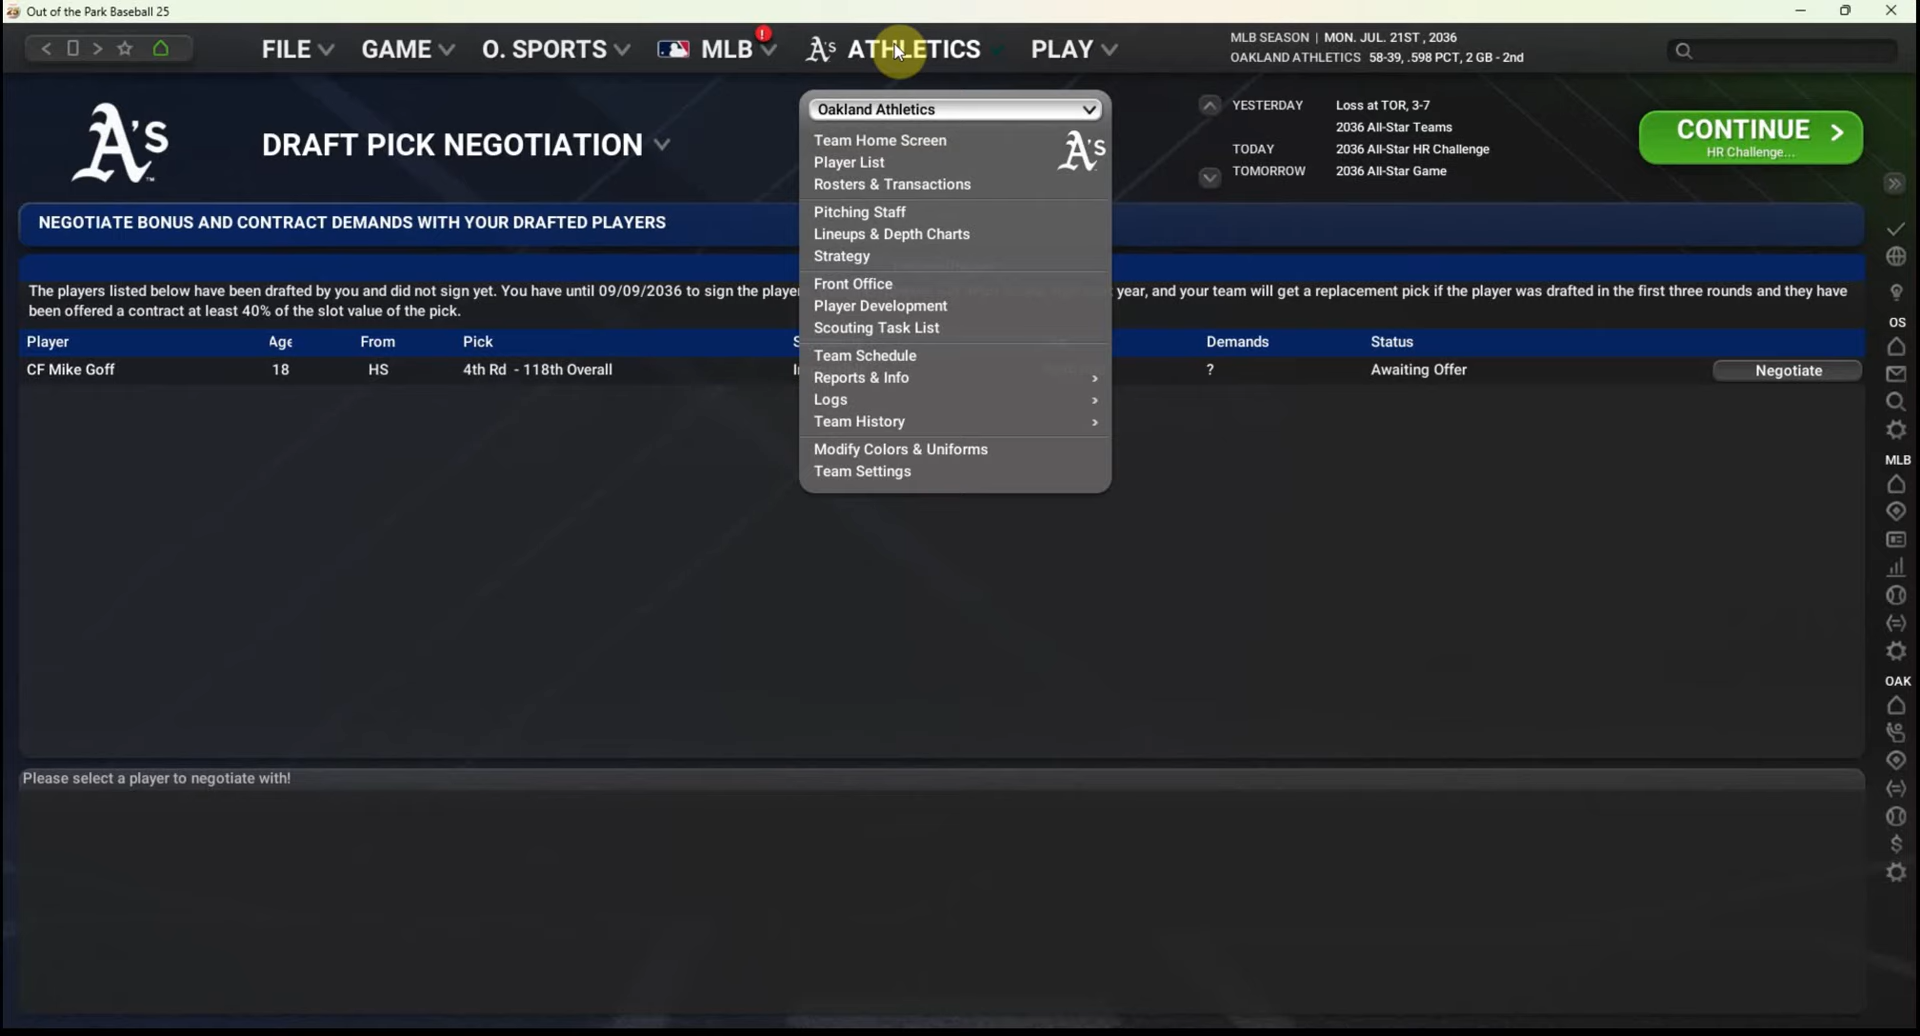 Out of the Park Baseball 25
FILE GAME O. SPORTS MLB ! A's ATHLETICS PLAY
MLB SEASON | MON. JUL. 21ST , 2036
OAKLAND ATHLETICS 58-39, .598 PCT, 2 GB - 2nd
A's
DRAFT PICK NEGOTIATION
Oakland Athletics
Team Home Screen
A's
Player List
Rosters & Transactions
Pitching Staff
Lineups & Depth Charts
Strategy
Front Office
Player Development
Scouting Task List
Team Schedule
Reports & Info
Logs
Team History
Modify Colors & Uniforms
Team Settings
YESTERDAY Loss at TOR, 3-7
2036 All-Star Teams
TODAY 2036 All-Star HR Challenge
TOMORROW 2036 All-Star Game
CONTINUE
HR Challenge...
NEGOTIATE BONUS AND CONTRACT DEMANDS WITH YOUR DRAFTED PLAYERS
The players listed below have been drafted by you and did not sign yet. You have until 09/09/2036 to sign the year, and your team will get a replacement pick if the player was drafted in the first three rounds and they have
been offered a contract at least 40% of the slot value of the pick.
Player Age From Pick Demands Status
CF Mike Goff 18 HS 4th Rd - 118th Overall ? Awaiting Offer Negotiate
Please select a player to negotiate with!
OS
MLB
OAK